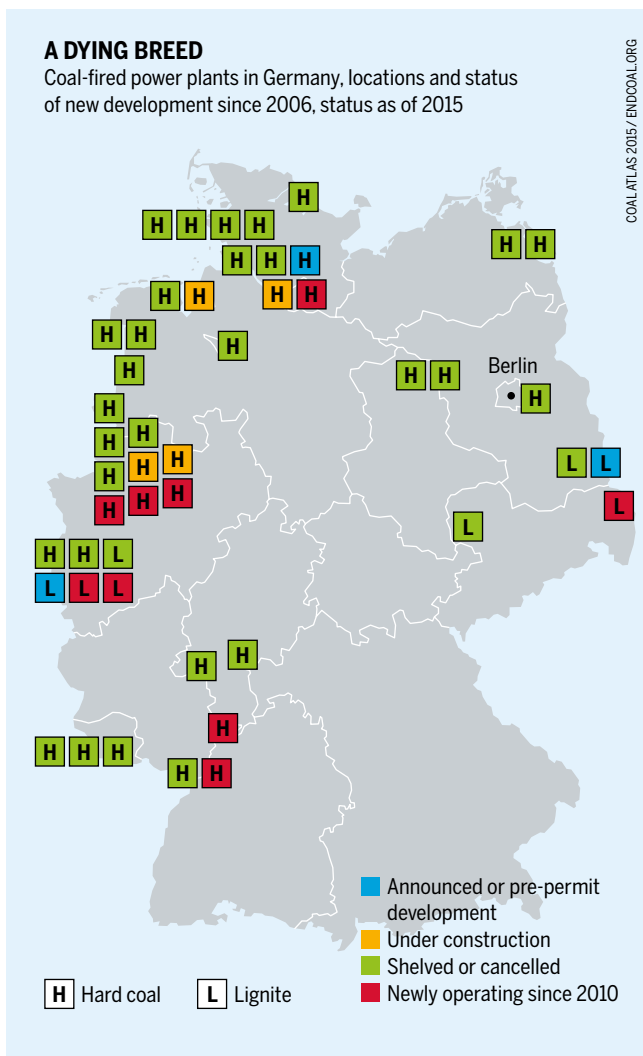 A DYING BREED
Coal-fired power plants in Germany, locations and status
of new development since 2006, status as of 2015
COAL ATLAS 2015 / ENDCOAL.ORG
H
H H H H
H H
H H H
H H H H
H H
H
H H
H
Berlin
H
H
H H
H H H
H H H
L L
L
L
H H L
L L L
H H
H
H H H
H H
Announced or pre-permit
development
Under construction
Shelved or cancelled
Newly operating since 2010
H Hard coal
L Lignite